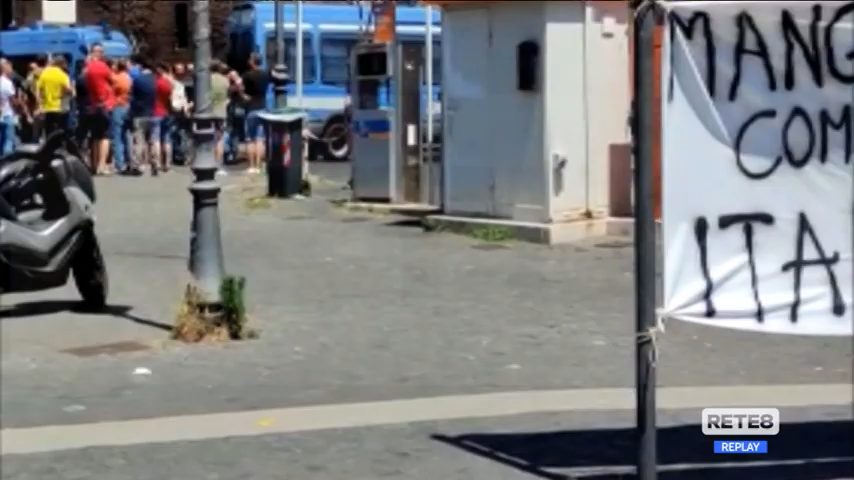 MANG
COM
ITA
RETE8
REPLAY